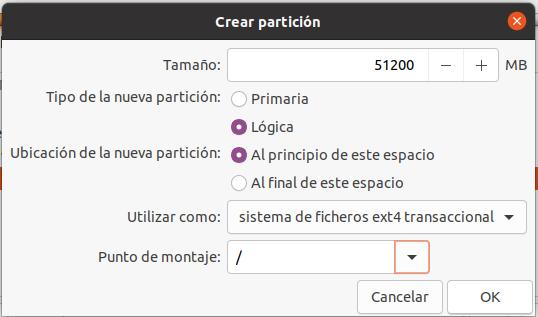 Crear partición
Tamaño: 51200 MB
Tipo de la nueva partición: Primaria
Lógica
Ubicación de la nueva partición: Al principio de este espacio
Al final de este espacio
Utilizar como: sistema de ficheros ext4 transaccional
Punto de montaje: /
Cancelar OK